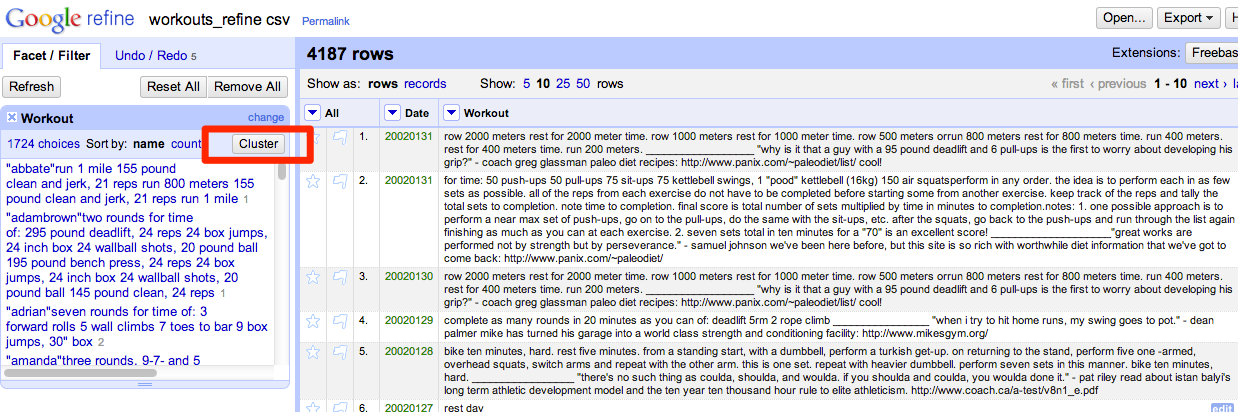 Google refine workouts_refine csv Permalink
Open... Export
Facet / Filter Undo / Redo 5
Refresh Reset All Remove All
Workout change
1724 choices Sort by: name count Cluster
"abbate"run 1 mile 155 pound
clean and jerk, 21 reps run 800 meters 155
pound clean and jerk, 21 reps run 1 mile 1
"adambrown"two rounds for time
of: 295 pound deadlift, 24 reps 24 box jumps,
24 inch box 24 wallball shots, 20 pound ball
195 pound bench press, 24 reps 24 box
jumps, 24 inch box 24 wallball shots, 20
pound ball 145 pound clean, 24 reps 1
"adrian"seven rounds for time of: 3
forward rolls 5 wall climbs 7 toes to bar 9 box
jumps, 30" box 2
"amanda"three rounds. 9-7- and 5
4187 rows
Extensions: Freebas
Show as: rows records Show: 5 10 25 50 rows
« first ‹ previous 1 - 10 next ›
All Date Workout
1. 20020131 row 2000 meters rest for 2000 meter time. row 1000 meters rest for 1000 meter time. row 500 meters orrun 800 meters rest for 800 meters time. run 400 meters.
rest for 400 meters time. run 200 meters. ___________________ "why is it that a guy with a 95 pound deadlift and 6 pull-ups is the first to worry about developing his
grip?" - coach greg glassman paleo diet recipes: http://www.panix.com/~paleodiet/list/ cool!
2. 20020131 for time: 50 push-ups 50 pull-ups 75 sit-ups 75 kettlebell swings, 1 "pood" kettlebell (16kg) 150 air squatsperform in any order. the idea is to perform each in as few
sets as possible. all of the reps from each exercise do not have to be completed before starting some from another exercise. keep track of the reps and tally the
total sets to completion. note time to completion. final score is total number of sets multiplied by time in minutes to completion.notes: 1. one possible approach is to
perform a near max set of push-ups, go on to the pull-ups, do the same with the sit-ups, etc. after the squats, go back to the push-ups and run through the list again
finishing as much as you can at each exercise. 2. seven sets total in ten minutes for a "70" is an excellent score! _____________________"great works are
performed not by strength but by perseverance." - samuel johnson we've been here before, but this site is so rich with worthwhile diet information that we've got to
come back: http://www.panix.com/~paleodiet/
3. 20020130 row 2000 meters rest for 2000 meter time. row 1000 meters rest for 1000 meter time. row 500 meters orrun 800 meters rest for 800 meters time. run 400 meters.
rest for 400 meters time. run 200 meters. ___________________ "why is it that a guy with a 95 pound deadlift and 6 pull-ups is the first to worry about developing his
grip?" - coach greg glassman paleo diet recipes: http://www.panix.com/~paleodiet/list/ cool!
4. 20020129 complete as many rounds in 20 minutes as you can of: deadlift 5rm 2 rope climb _________________ "when i try to hit home runs, my swing goes to pot." - dean
palmer mike has turned his garage into a world class strength and conditioning facility: http://www.mikesgym.org/
5. 20020128 bike ten minutes, hard. rest five minutes. from a standing start, with a dumbbell, perform a turkish get-up. on returning to the stand, perform five one -armed,
overhead squats, switch arms and repeat with the other arm. this is one set. repeat with heavier dumbbell. perform seven sets in this manner. bike ten minutes,
hard. __________________ "there's no such thing as coulda, shoulda, and woulda. if you shoulda and coulda, you woulda done it." - pat riley read about istan balyi's
long term athletic development model and the ten year ten thousand hour rule to elite athleticism. http://www.coach.ca/a-test/v8n1_e.pdf
6. 20020127 rest day edit